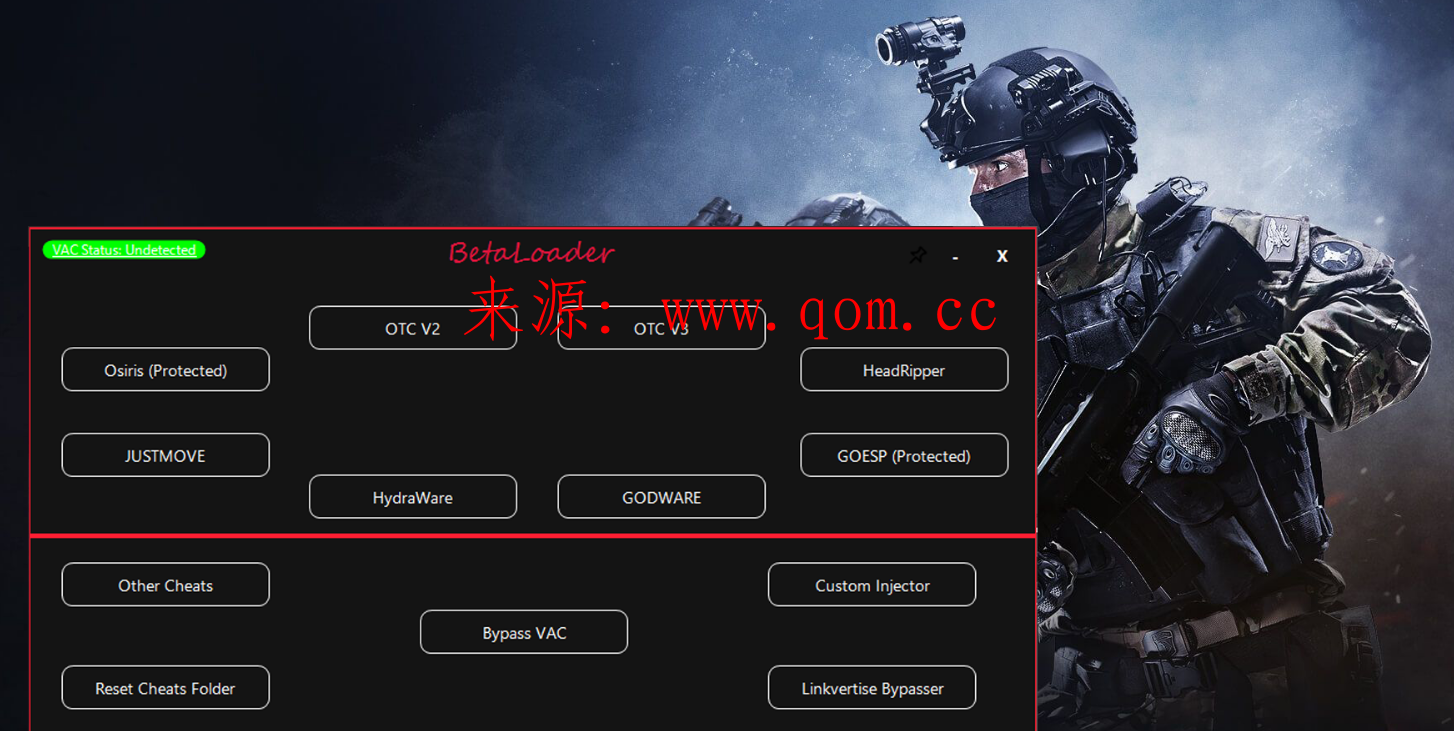 VAC Status: Undetected
BetaLoader
- X
来源：www.qom.cc
OTC V2
OTC V3
Osiris (Protected)
HeadRipper
JUSTMOVE
GOESP (Protected)
HydraWare
GODWARE
Other Cheats
Custom Injector
Bypass VAC
Reset Cheats Folder
Linkvertise Bypasser